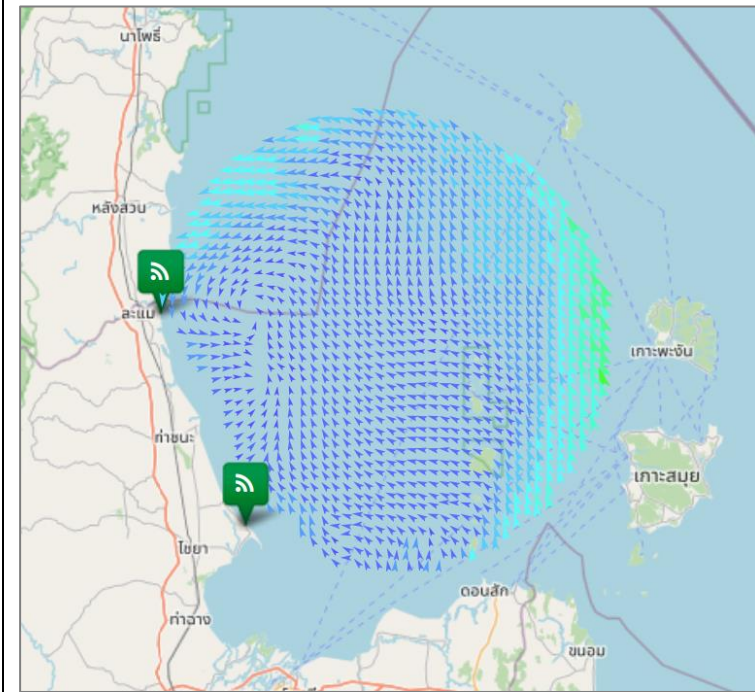 นาโพธิ์
หลังสวน
ละแม
เกาะพะงัน
ท่าชนะ
เกาะสมุย
ไชยา
ดอนสัก
ท่าฉาง
ขนอม